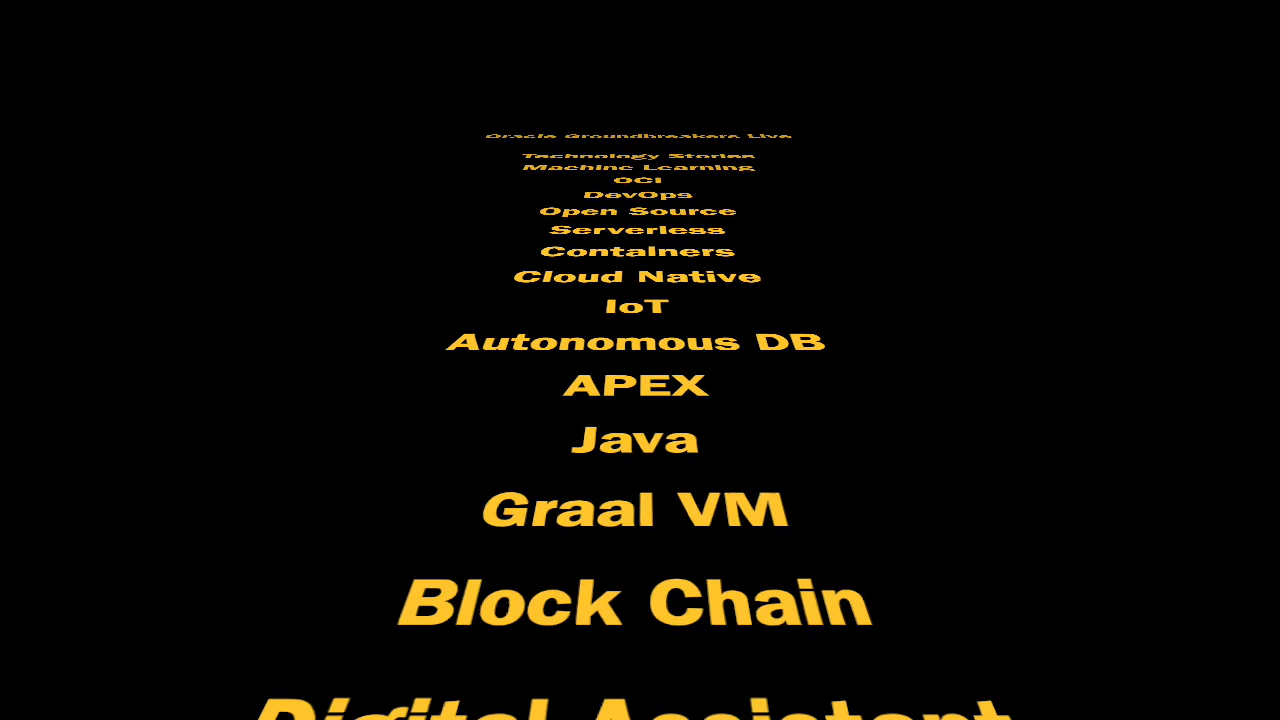 Oracle Groundbreakers Live
Technology Stories
Machine Learning
OCI
DevOps
Open Source
Serverless
Containers
Cloud Native
IoT
Autonomous DB
APEX
Java
Graal VM
Block Chain
Digital Assistant